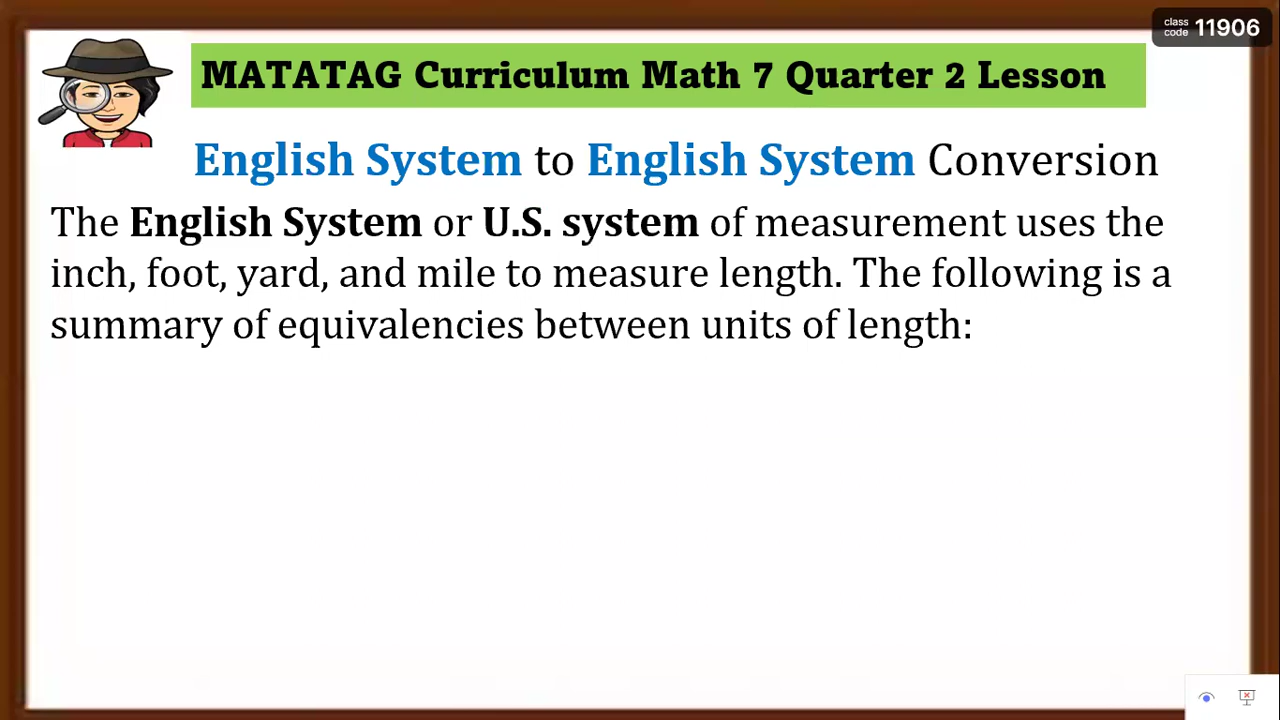 class code 11906
MATATAG Curriculum Math 7 Quarter 2 Lesson
English System to English System Conversion
The English System or U.S. system of measurement uses the
inch, foot, yard, and mile to measure length. The following is a
summary of equivalencies between units of length: